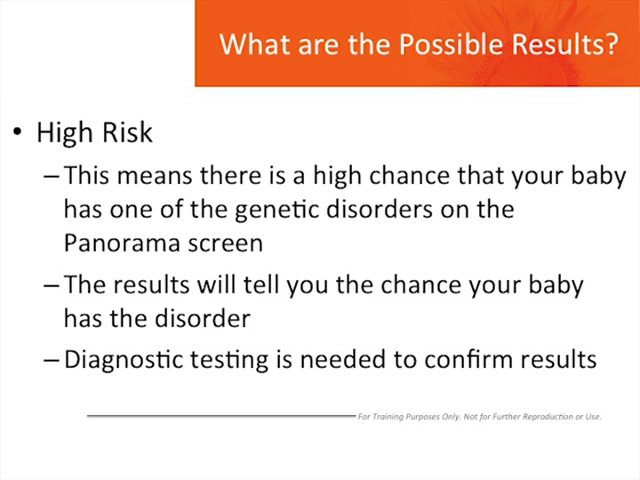 What are the Possible Results?
• High Risk
–This means there is a high chance that your baby
has one of the genetic disorders on the
Panorama screen
–The results will tell you the chance your baby
has the disorder
–Diagnostic testing is needed to confirm results
For Training Purposes Only. Not for Further Reproduction or Use.